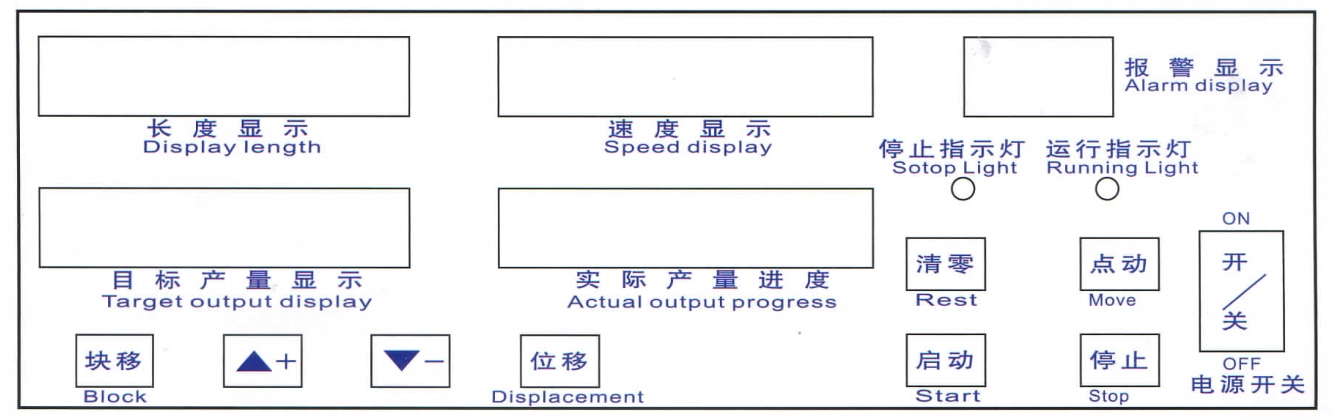 长度显示
Display length
速度显示
Speed display
报警显示
Alarm display
停止指示灯
Sotop Light
运行指示灯
Running Light
目标产量显示
Target output display
实际产量进度
Actual output progress
清零
Rest
点动
Move
ON
开/关
OFF
电源开关
块移
Block
▲+
▼-
位移
Displacement
启动
Start
停止
Stop